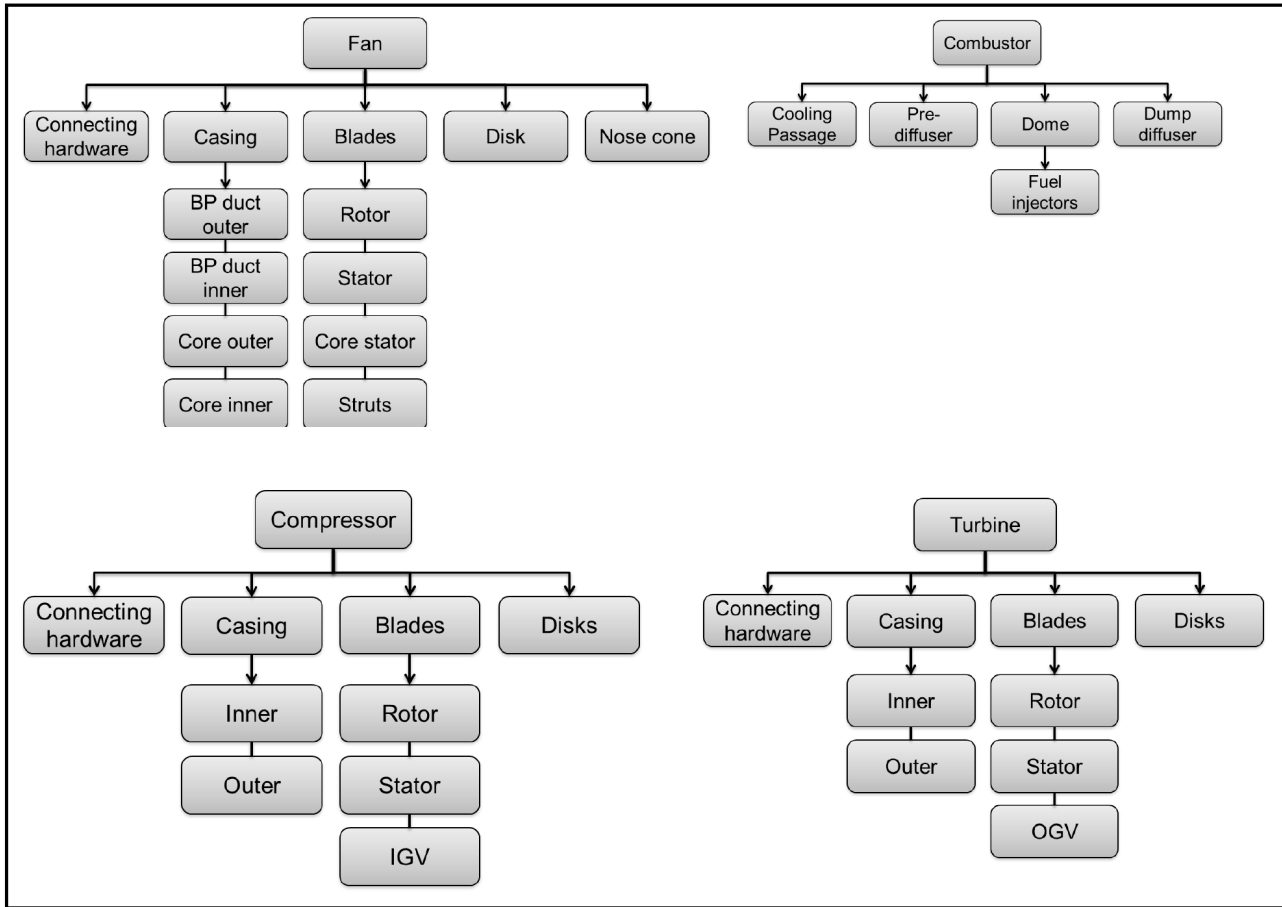 Fan
Connecting
hardware
Casing
Blades
Disk
Nose cone
BP duct
outer
Rotor
BP duct
inner
Stator
Core outer
Core stator
Core inner
Struts
Combustor
Cooling
Passage
Pre-
diffuser
Dome
Dump
diffuser
Fuel
injectors
Compressor
Connecting
hardware
Casing
Blades
Disks
Inner
Rotor
Outer
Stator
IGV
Turbine
Connecting
hardware
Casing
Blades
Disks
Inner
Rotor
Outer
Stator
OGV